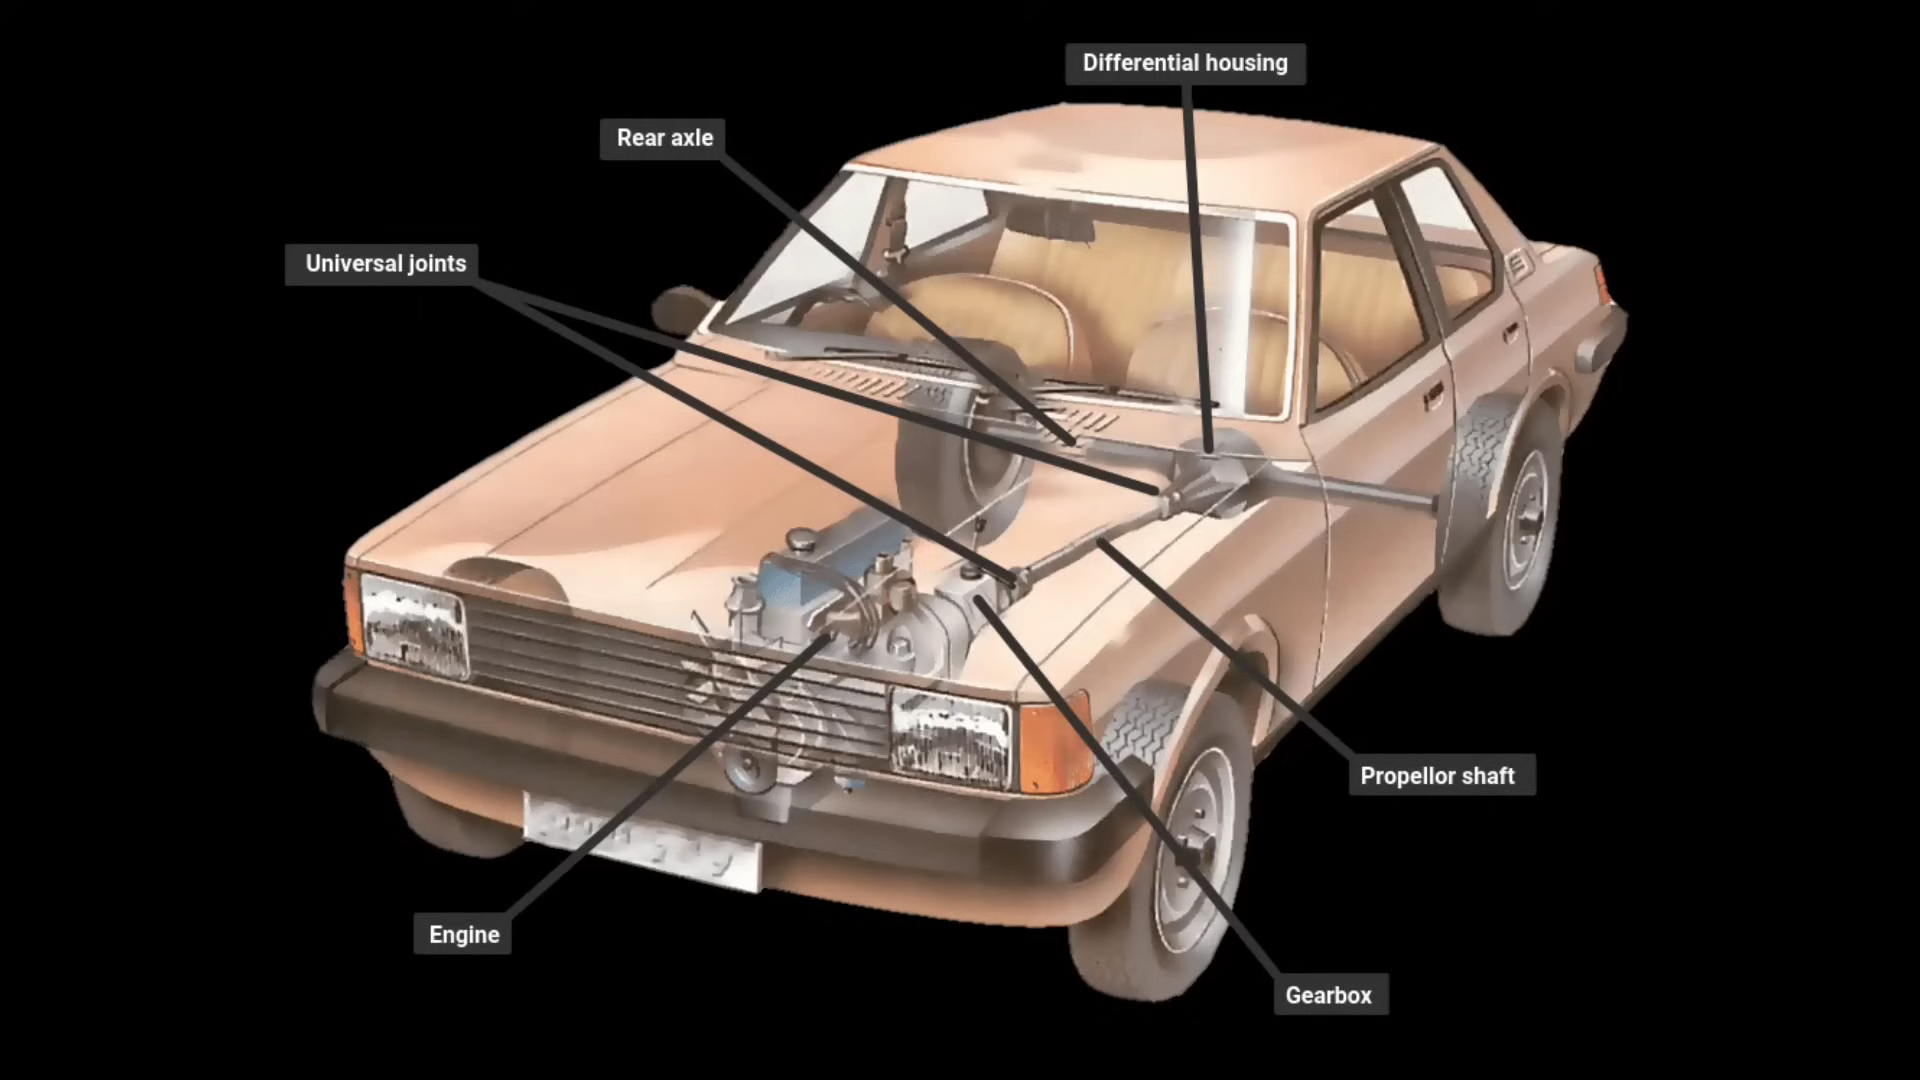 Differential housing
Rear axle
Universal joints
Propellor shaft
Engine
Gearbox